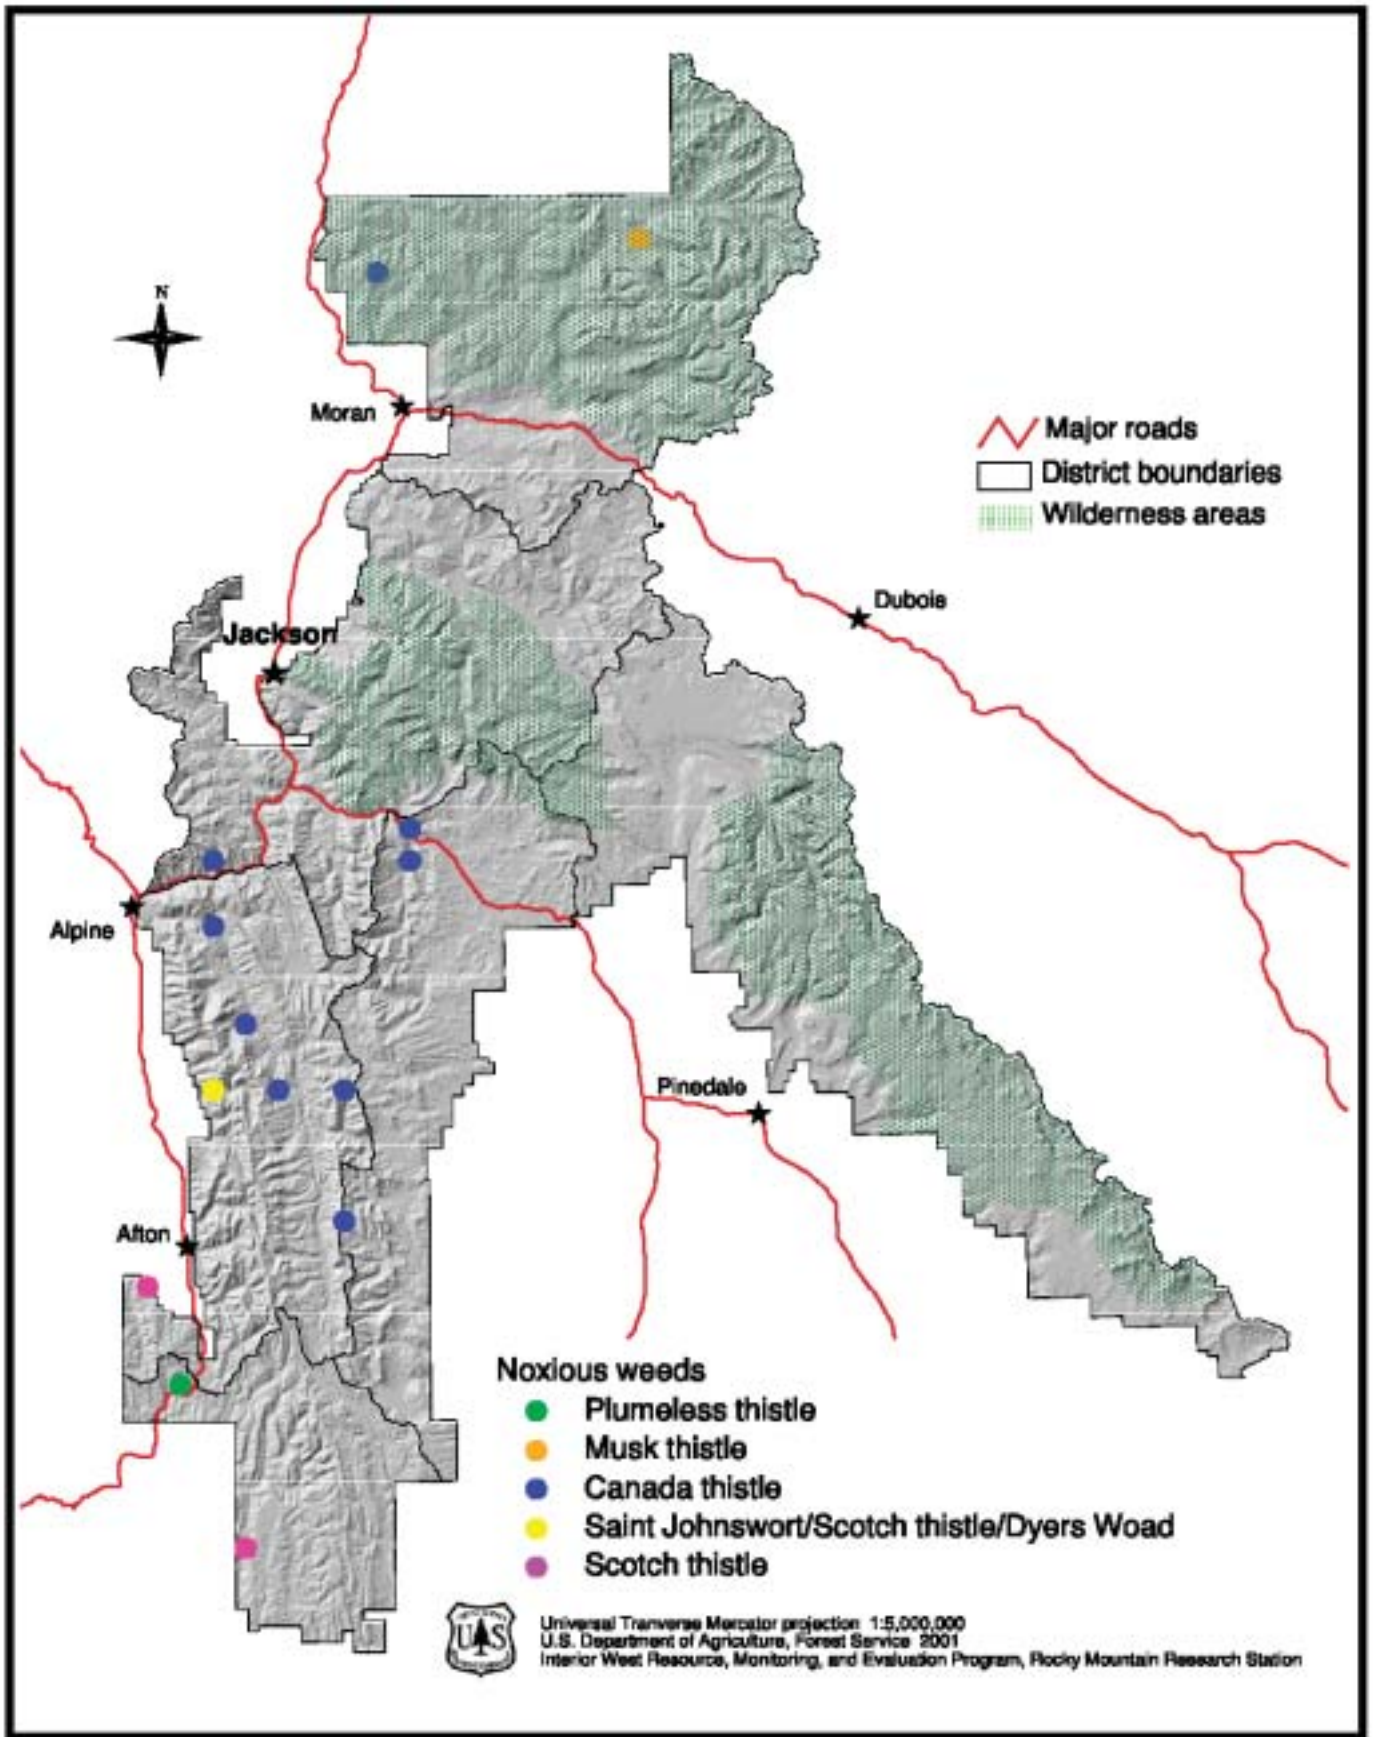 N
Moran
Major roads
District boundaries
Wilderness areas
Dubois
Jackson
Alpine
Pinedale
Afton
Noxious weeds
Plumeless thistle
Musk thistle
Canada thistle
Saint Johnswort/Scotch thistle/Dyers Woad
Scotch thistle
UAS
Universal Tranverse Mercator projection 1:5,000,000
U.S. Department of Agriculture, Forest Service 2001
Interior West Resource, Monitoring, and Evaluation Program, Rocky Mountain Research Station